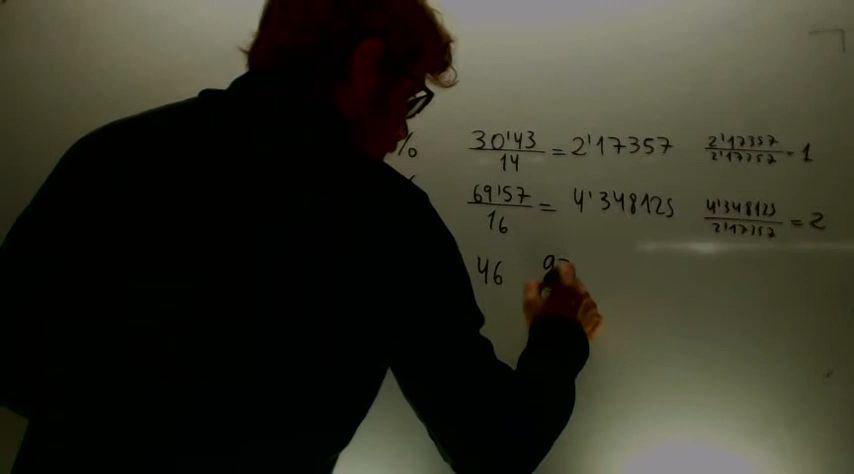 % 30'43/14 = 2'17357 2'17357/2'17357 = 1
69'57/16 = 4'348125 4'348125/2'17357 = 2
46 9